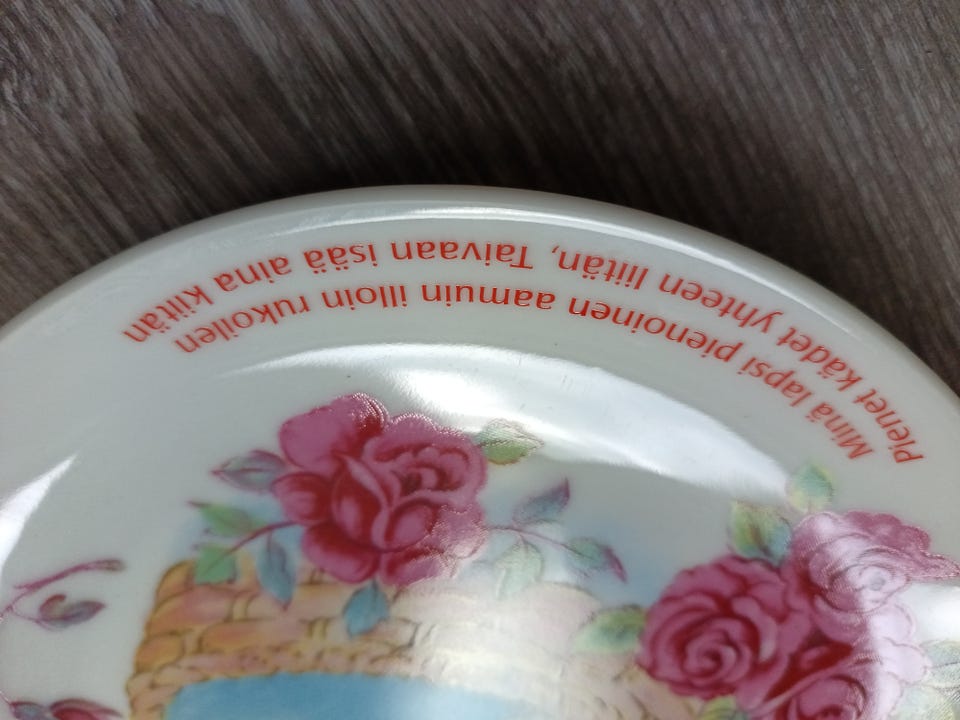 Minä lapsi pienoinen aamuin illoin rukoilen
Pienet kädet yhteen liitän, Taivaan isää aina kiitän